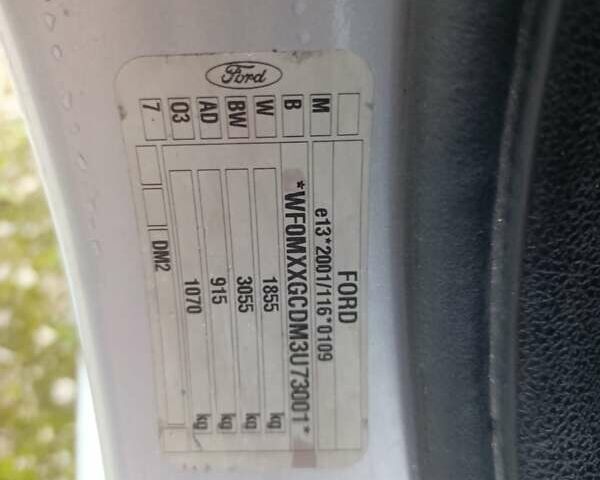 Ford
FORD
e13*2001/116*0109
*WF0MXXGCDM3U73001*
1855 kg
3055 kg
915 kg
1070 kg
DM2
M
B
W
BW
AD
03
7